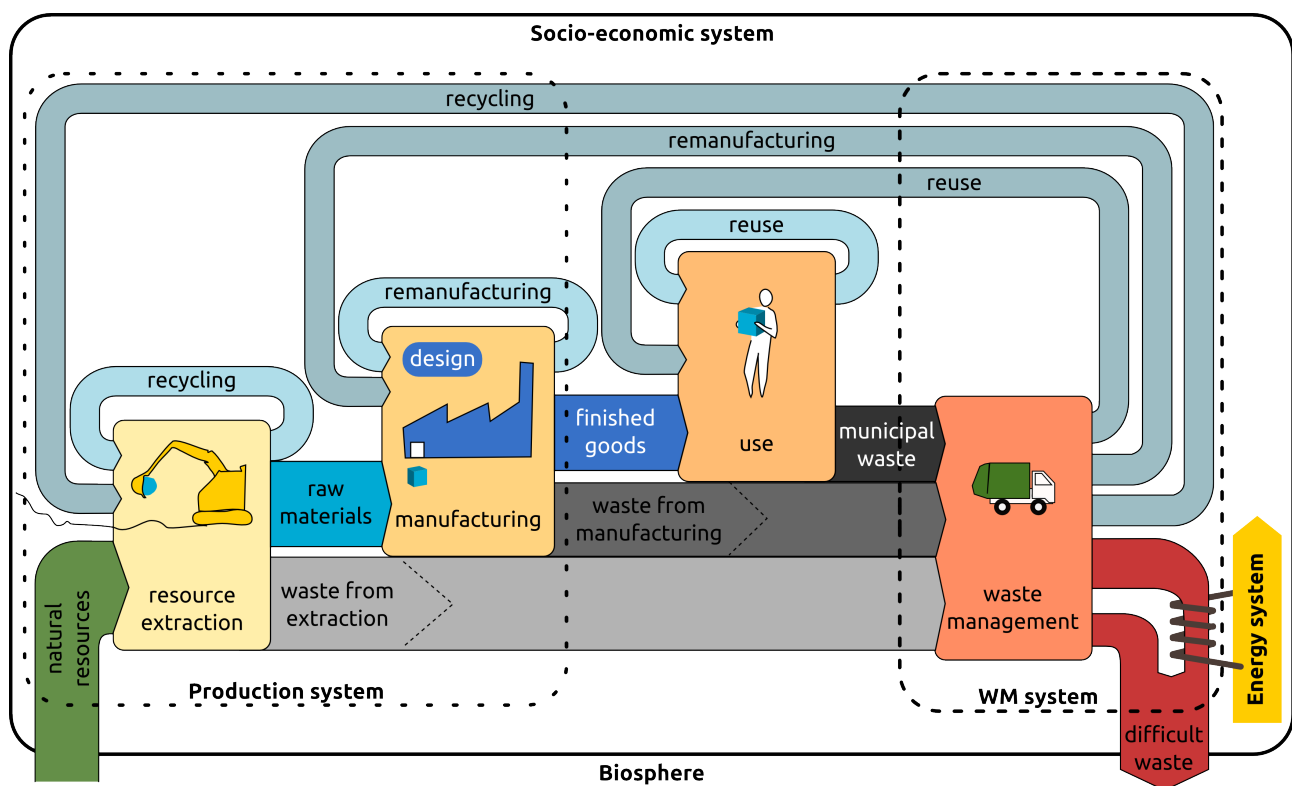 Socio-economic system
recycling
remanufacturing
reuse
reuse
remanufacturing
design
recycling
finished
goods
municipal
waste
use
raw
materials
manufacturing
waste from
manufacturing
natural
resources
resource
extraction
waste from
extraction
waste
management
Energy system
Production system
WM system
difficult
waste
Biosphere